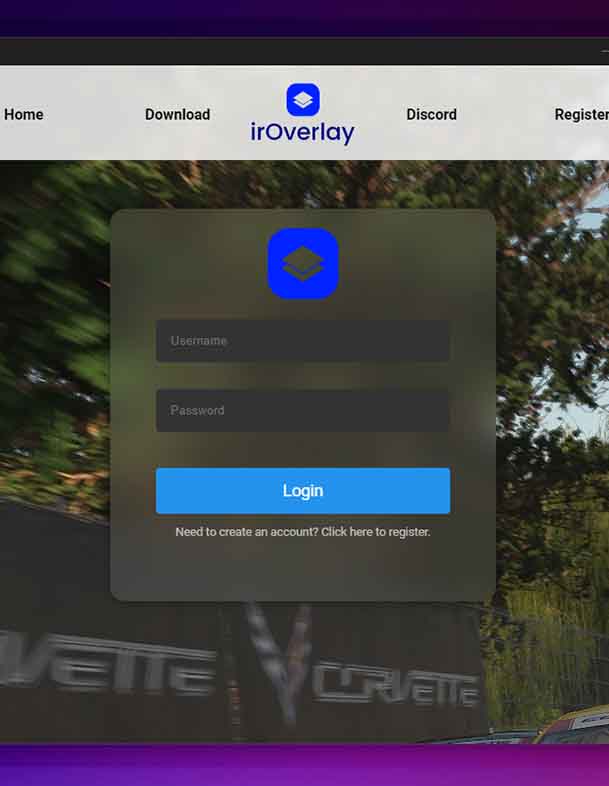 Home
Download
irOverlay
Discord
Register
Username
Password
Login
Need to create an account? Click here to register.
VETTE
CORVETTE